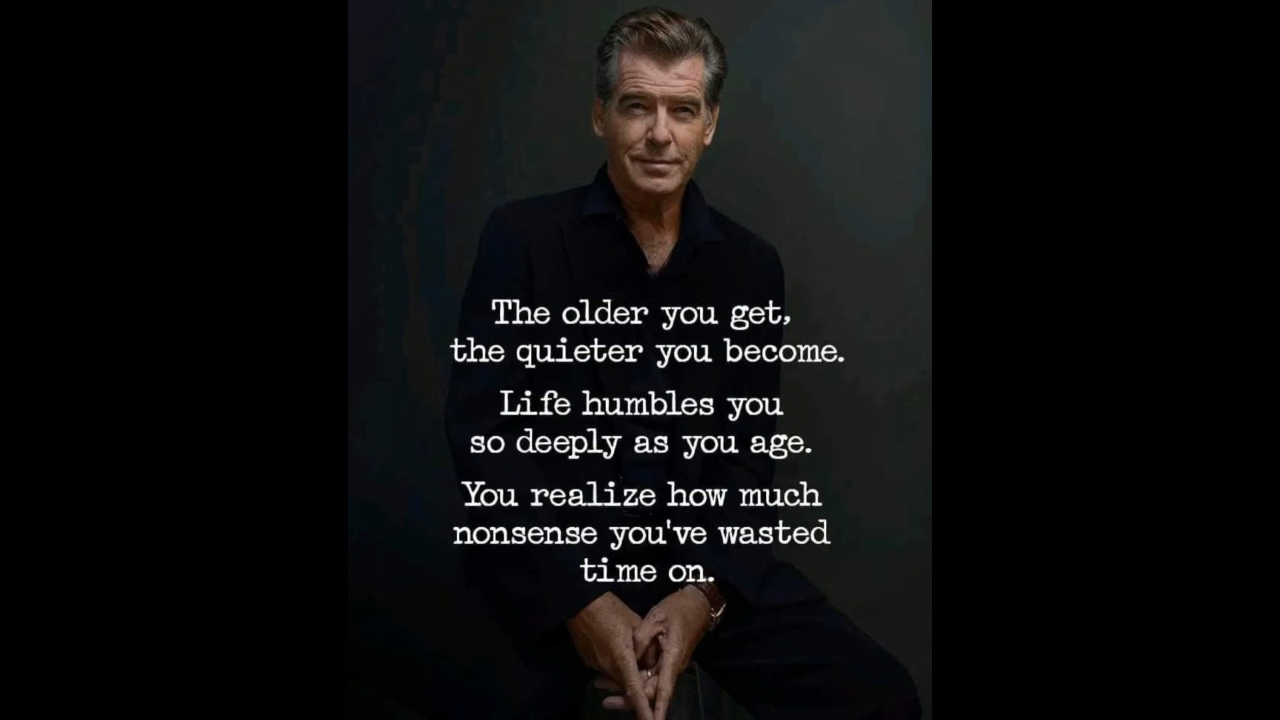 The older you get,
the quieter you become.
Life humbles you
so deeply as you age.
You realize how much
nonsense you've wasted
time on.